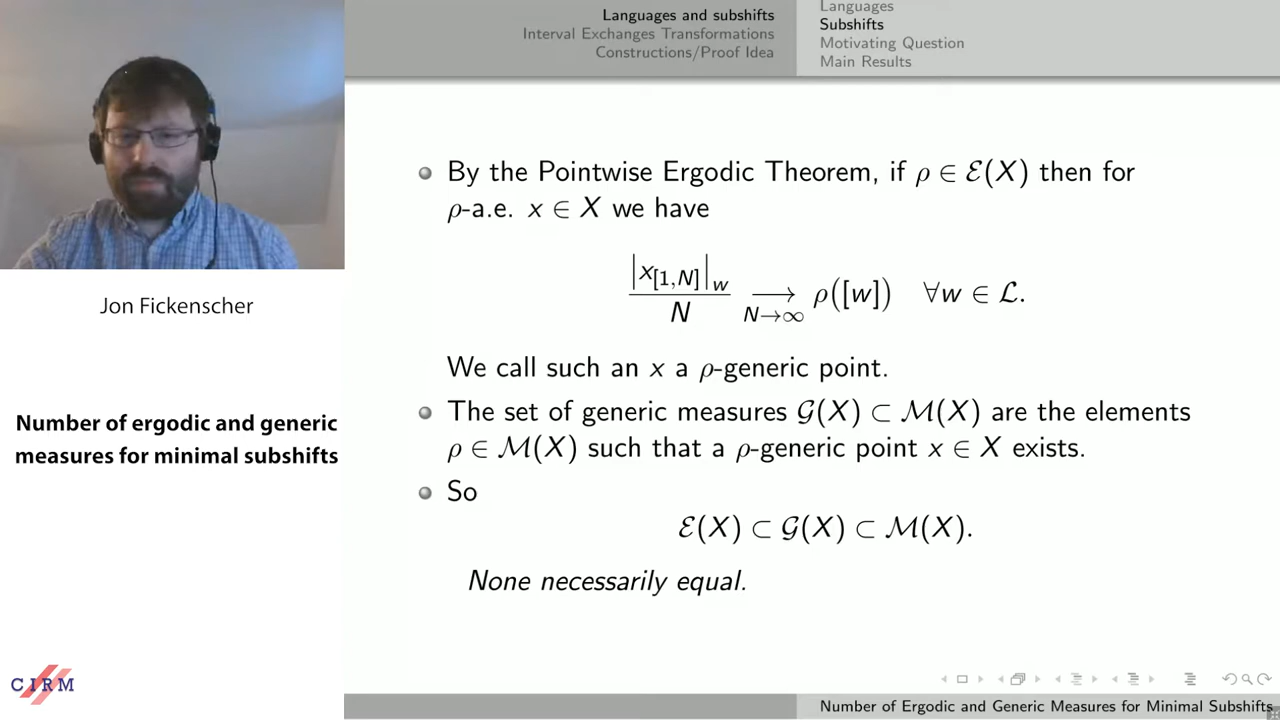 Languages and subshifts
Interval Exchanges Transformations
Constructions/Proof Idea
Languages
Subshifts
Motivating Question
Main Results
• By the Pointwise Ergodic Theorem, if ρ ∈ ℰ(X) then for
ρ-a.e. x ∈ X we have
|x_[1,N]|_w / N ⟶_{N→∞} ρ([w]) ∀w ∈ ℒ.
We call such an x a ρ-generic point.
• The set of generic measures 𝒢(X) ⊂ ℳ(X) are the elements
ρ ∈ ℳ(X) such that a ρ-generic point x ∈ X exists.
• So
ℰ(X) ⊂ 𝒢(X) ⊂ ℳ(X).
None necessarily equal.
Jon Fickenscher
Number of ergodic and generic
measures for minimal subshifts
CIRM
Number of Ergodic and Generic Measures for Minimal Subshifts